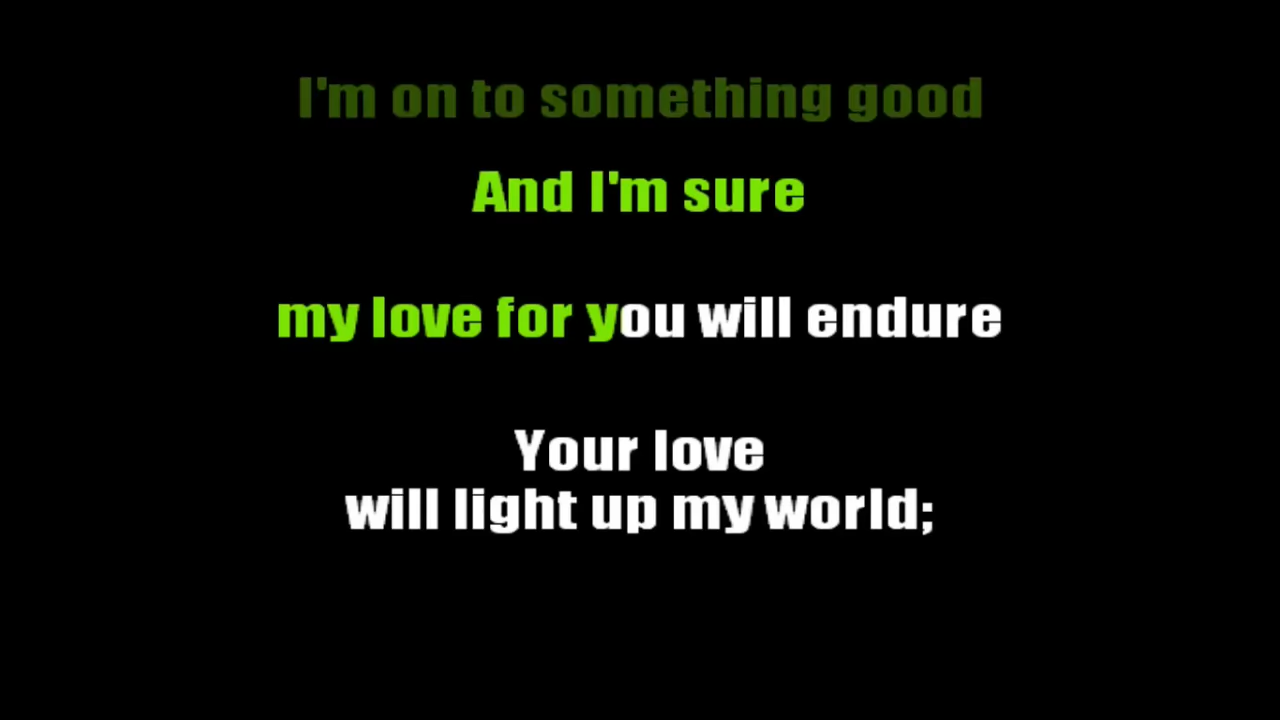 I'm on to something good
And I'm sure
my love for you will endure
Your love
will light up my world;